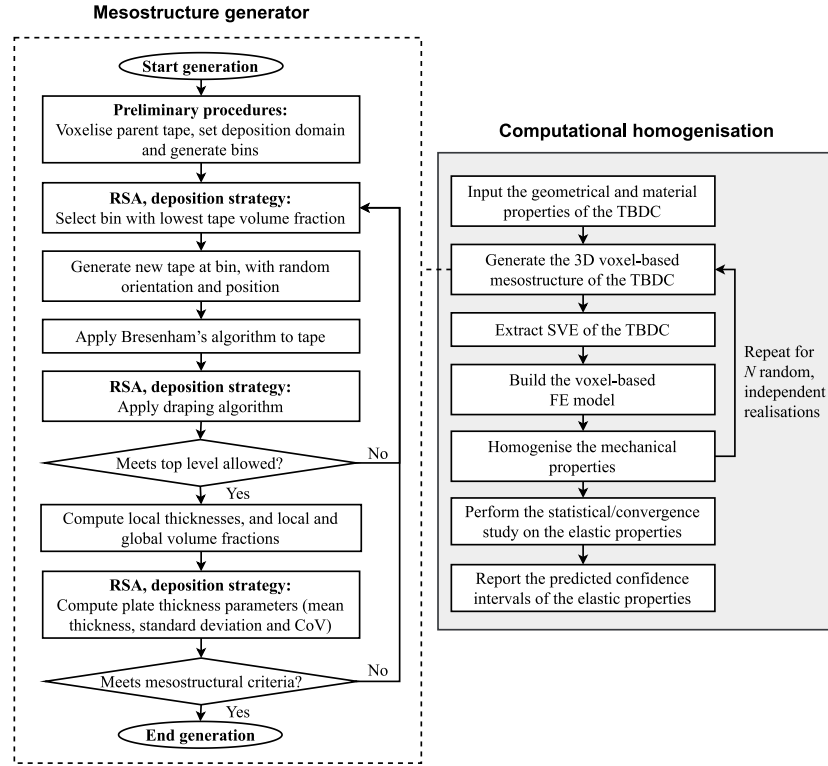 Mesostructure generator
Start generation
Preliminary procedures:
Voxelise parent tape, set deposition domain
and generate bins
RSA, deposition strategy:
Select bin with lowest tape volume fraction
Generate new tape at bin, with random
orientation and position
Apply Bresenham's algorithm to tape
RSA, deposition strategy:
Apply draping algorithm
Meets top level allowed?
No
Yes
Compute local thicknesses, and local and
global volume fractions
RSA, deposition strategy:
Compute plate thickness parameters (mean
thickness, standard deviation and CoV)
Meets mesostructural criteria?
No
Yes
End generation
Computational homogenisation
Input the geometrical and material
properties of the TBDC
Generate the 3D voxel-based
mesostructure of the TBDC
Extract SVE of the TBDC
Build the voxel-based
FE model
Homogenise the mechanical
properties
Repeat for
N random,
independent
realisations
Perform the statistical/convergence
study on the elastic properties
Report the predicted confidence
intervals of the elastic properties